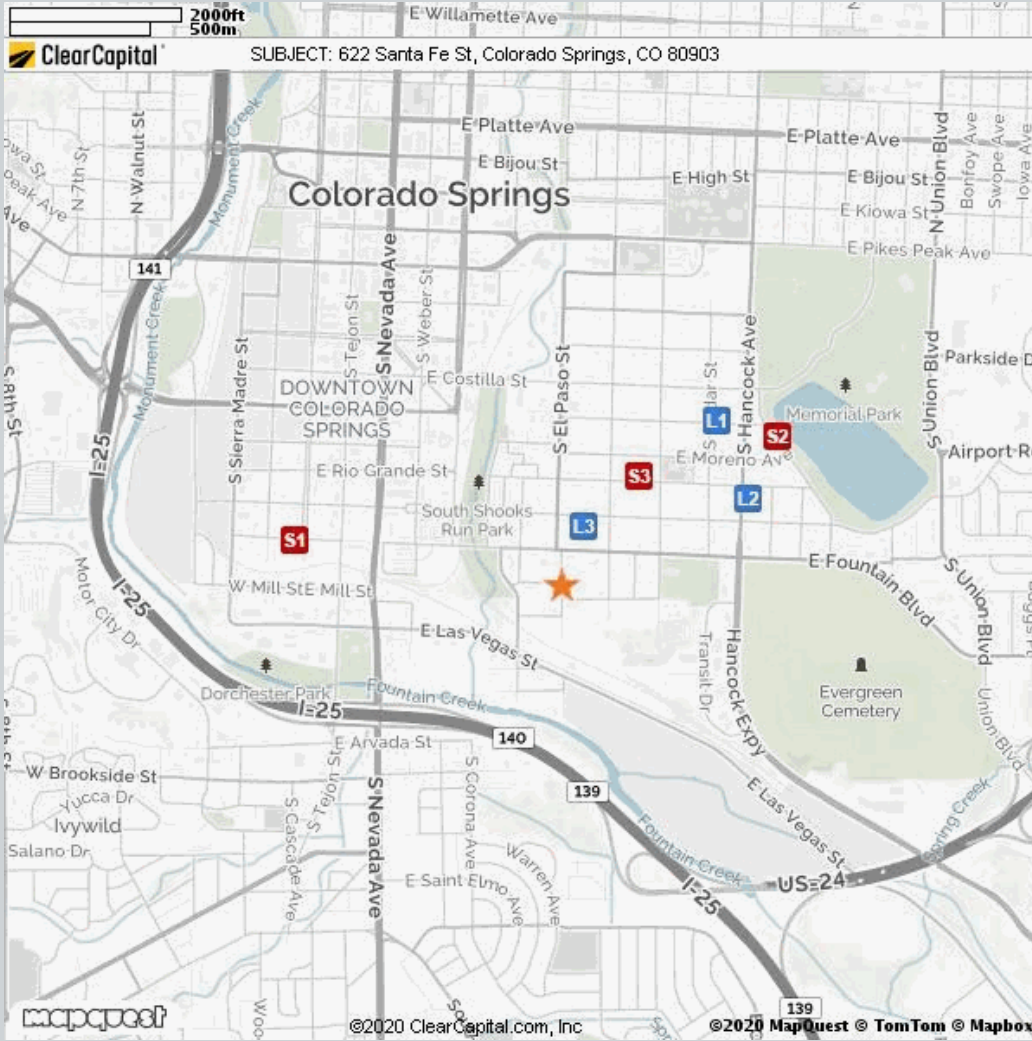 2000ft
500m
E Willamette Ave
ClearCapital
SUBJECT: 622 Santa Fe St, Colorado Springs, CO 80903
N 7th St
N Walnut St
Monument Creek
E Platte Ave
E Platte Ave
N Union Blvd
Bonfoy Ave
Swope Ave
Iowa Ave
Peak Ave
Ave
E Bijou St
E High St
E Bijou St
Colorado Springs
E Kiowa St
E Pikes Peak Ave
141
Monument Creek
S Nevada Ave
S Tejon St
S Weber St
S Sierra Madre St
S El Paso St
S Hancock Ave
S Union Blvd
Parkside D
S 8th St
DOWNTOWN
COLORADO
SPRINGS
E Costilla St
L1
Memorial Park
S2
I-25
E Rio Grande St
S3
E Moreno Ave
Airport R
L2
South Shooks
Run Park
L3
S1
W Mill St
E Mill St
E Fountain Blvd
S Union Blvd
Motor City Dr
I-25
E Las Vegas St
Transit Dr
Hancock Expy
Evergreen
Cemetery
Union Blvd
Dorchester Park
Fountain Creek
I-25
140
E Arvada St
W Brookside St
139
Yucca Dr
Ivywild
S Tejon St
S Cascade Ave
S Nevada Ave
S Corona Ave
E Las Vegas St
Spring Creek
Salano Dr
Warren Ave
Fountain Creek
E Saint Elmo Ave
US-24
I-25
139
mapquest
©2020 ClearCapital.com, Inc
©2020 MapQuest © TomTom © Mapbox